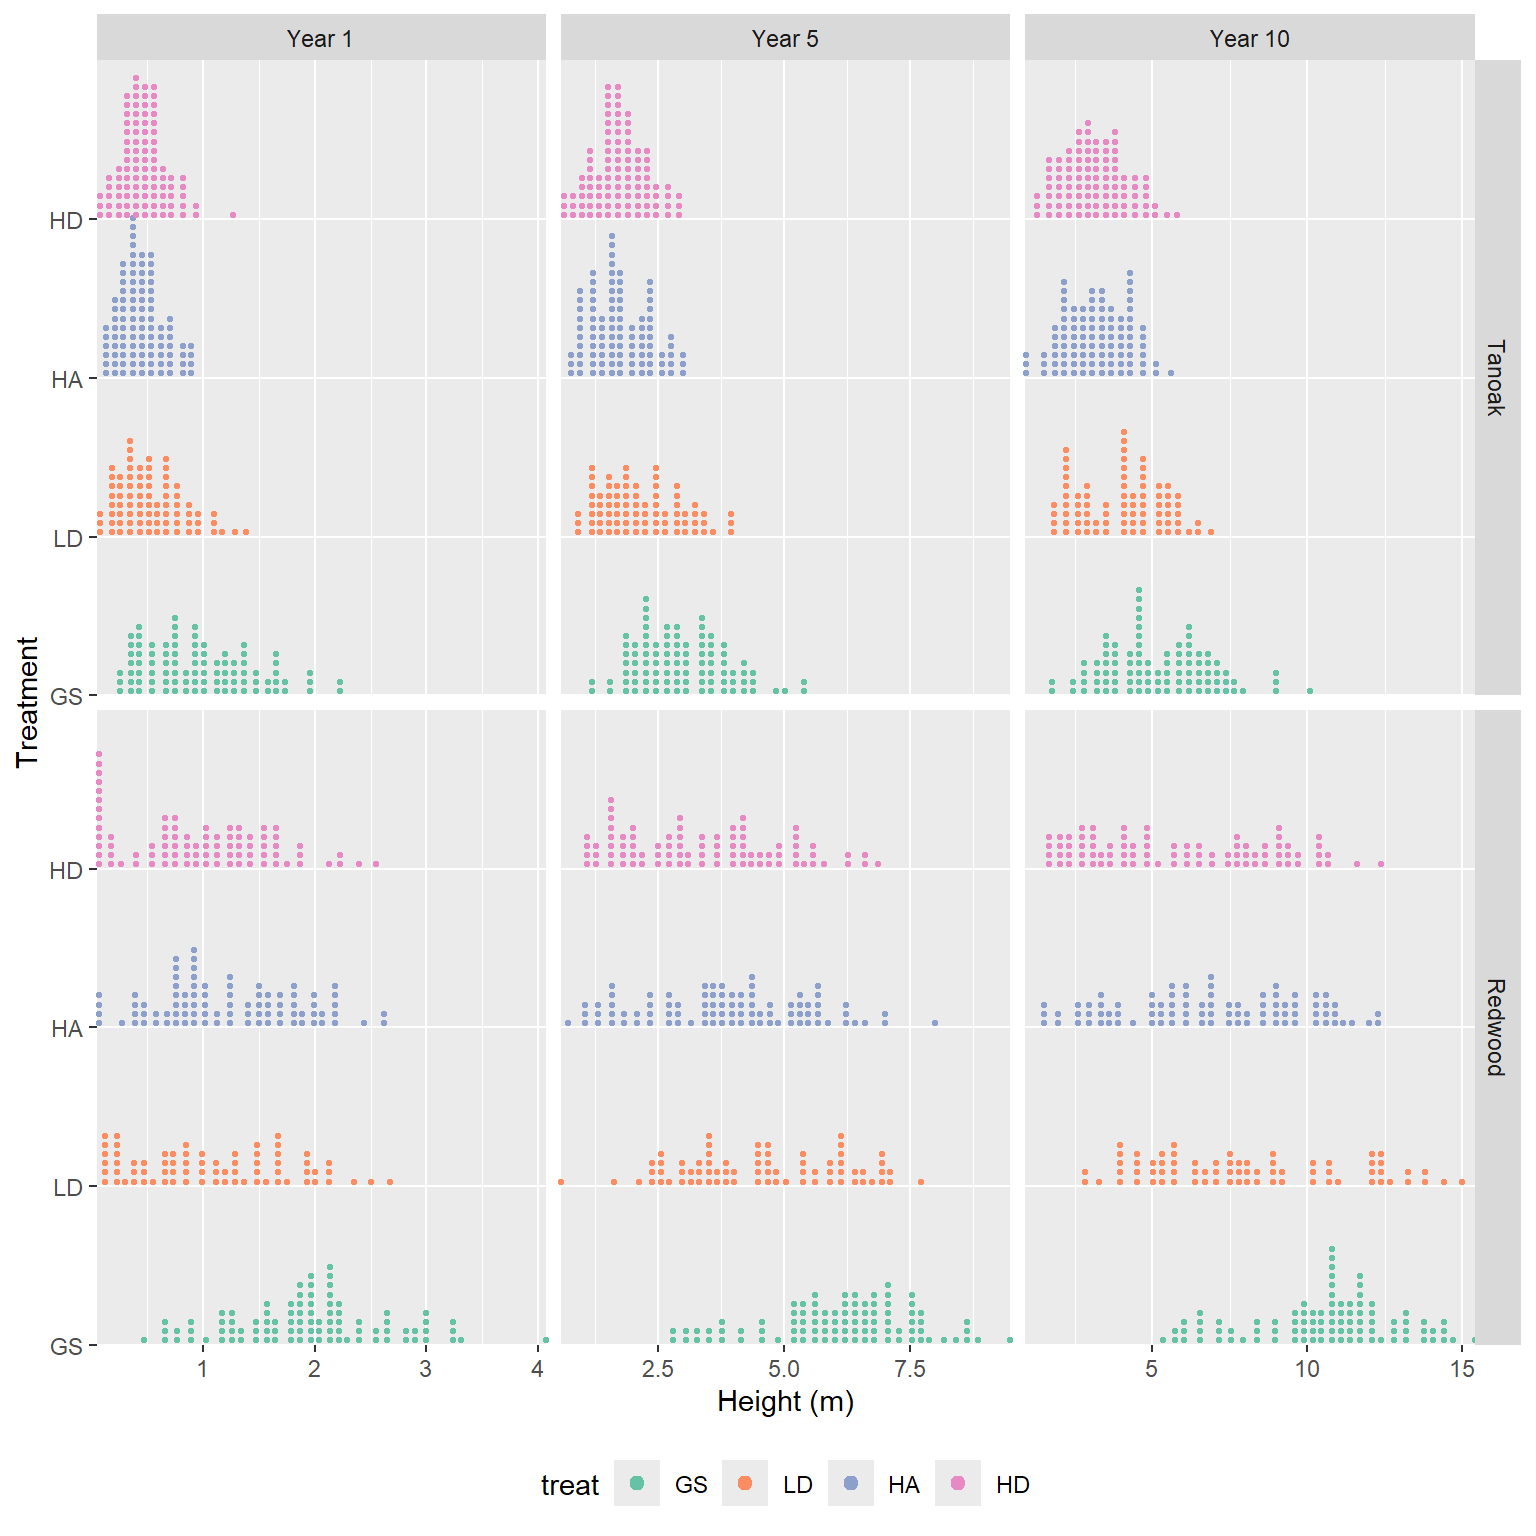 Year 1
Year 5
Year 10
Treatment
HD
HA
LD
GS
Tanoak
HD
HA
LD
GS
Redwood
1 2 3 4
2.5 5.0 7.5
5 10 15
Height (m)
treat GS LD HA HD